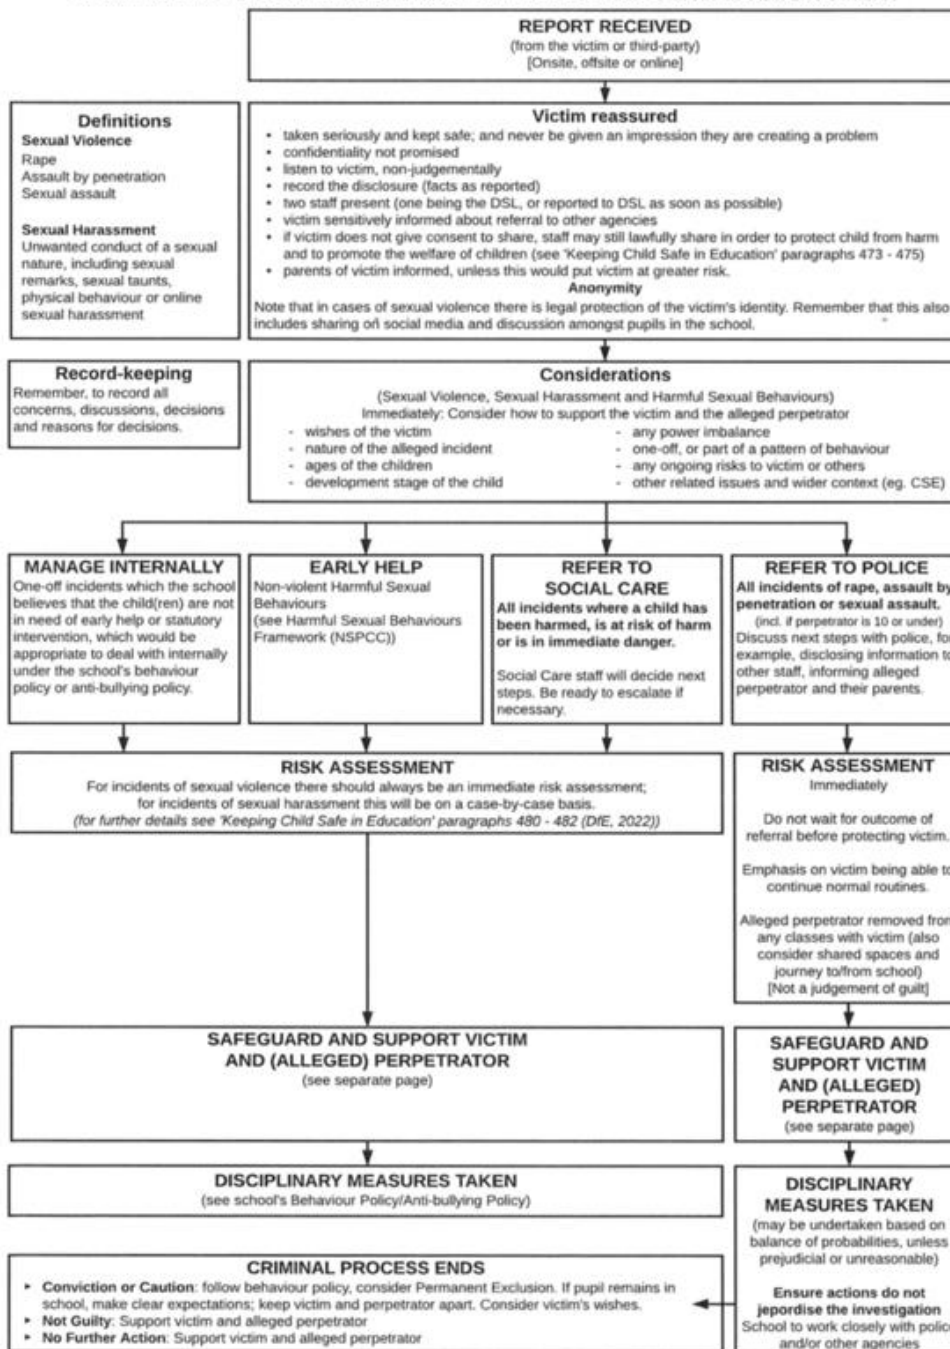 REPORT RECEIVED
(from the victim or third-party)
[Onsite, offsite or online]
Definitions
Sexual Violence
Rape
Assault by penetration
Sexual assault
Sexual Harassment
Unwanted conduct of a sexual
nature, including sexual
remarks, sexual taunts,
physical behaviour or online
sexual harassment
Victim reassured
• taken seriously and kept safe; and never be given an impression they are creating a problem
• confidentiality not promised
• listen to victim, non-judgementally
• record the disclosure (facts as reported)
• two staff present (one being the DSL, or reported to DSL as soon as possible)
• victim sensitively informed about referral to other agencies
• if victim does not give consent to share, staff may still lawfully share in order to protect child from harm
and to promote the welfare of children (see 'Keeping Child Safe in Education' paragraphs 473 - 475)
• parents of victim informed, unless this would put victim at greater risk.
Anonymity
Note that in cases of sexual violence there is legal protection of the victim's identity. Remember that this also
includes sharing on social media and discussion amongst pupils in the school.
Record-keeping
Remember, to record all
concerns, discussions, decisions
and reasons for decisions.
Considerations
(Sexual Violence, Sexual Harassment and Harmful Sexual Behaviours)
Immediately: Consider how to support the victim and the alleged perpetrator
- wishes of the victim
- nature of the alleged incident
- ages of the children
- development stage of the child
- any power imbalance
- one-off, or part of a pattern of behaviour
- any ongoing risks to victim or others
- other related issues and wider context (eg. CSE)
MANAGE INTERNALLY
One-off incidents which the school
believes that the child(ren) are not
in need of early help or statutory
intervention, which would be
appropriate to deal with internally
under the school's behaviour
policy or anti-bullying policy.
EARLY HELP
Non-violent Harmful Sexual
Behaviours
(see Harmful Sexual Behaviours
Framework (NSPCC))
REFER TO
SOCIAL CARE
All incidents where a child has
been harmed, is at risk of harm
or is in immediate danger.
Social Care staff will decide next
steps. Be ready to escalate if
necessary.
REFER TO POLICE
All incidents of rape, assault by
penetration or sexual assault.
(incl. if perpetrator is 10 or under)
Discuss next steps with police, for
example, disclosing information to
other staff, informing alleged
perpetrator and their parents.
RISK ASSESSMENT
For incidents of sexual violence there should always be an immediate risk assessment;
for incidents of sexual harassment this will be on a case-by-case basis.
(for further details see 'Keeping Child Safe in Education' paragraphs 480 - 482 (DfE, 2022))
RISK ASSESSMENT
Immediately
Do not wait for outcome of
referral before protecting victim.
Emphasis on victim being able to
continue normal routines.
Alleged perpetrator removed from
any classes with victim (also
consider shared spaces and
journey to/from school)
[Not a judgement of guilt]
SAFEGUARD AND SUPPORT VICTIM
AND (ALLEGED) PERPETRATOR
(see separate page)
SAFEGUARD AND
SUPPORT VICTIM
AND (ALLEGED)
PERPETRATOR
(see separate page)
DISCIPLINARY MEASURES TAKEN
(see school's Behaviour Policy/Anti-bullying Policy)
DISCIPLINARY
MEASURES TAKEN
(may be undertaken based on
balance of probabilities, unless
prejudicial or unreasonable)
Ensure actions do not
jepordise the investigation
School to work closely with police
and/or other agencies
CRIMINAL PROCESS ENDS
▸ Conviction or Caution: follow behaviour policy, consider Permanent Exclusion. If pupil remains in
school, make clear expectations; keep victim and perpetrator apart. Consider victim's wishes.
▸ Not Guilty: Support victim and alleged perpetrator
▸ No Further Action: Support victim and alleged perpetrator